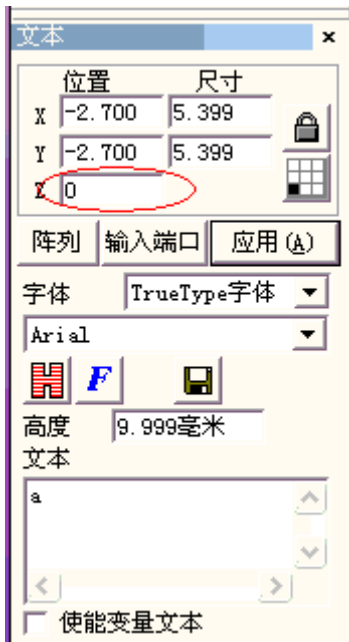 文本 ×
位置 尺寸
X -2.700 5.399
Y -2.700 5.399
Z 0
阵列 输入端口 应用(A)
字体 TrueType字体
Arial
H F
高度 9.999毫米
文本
a
使能变量文本